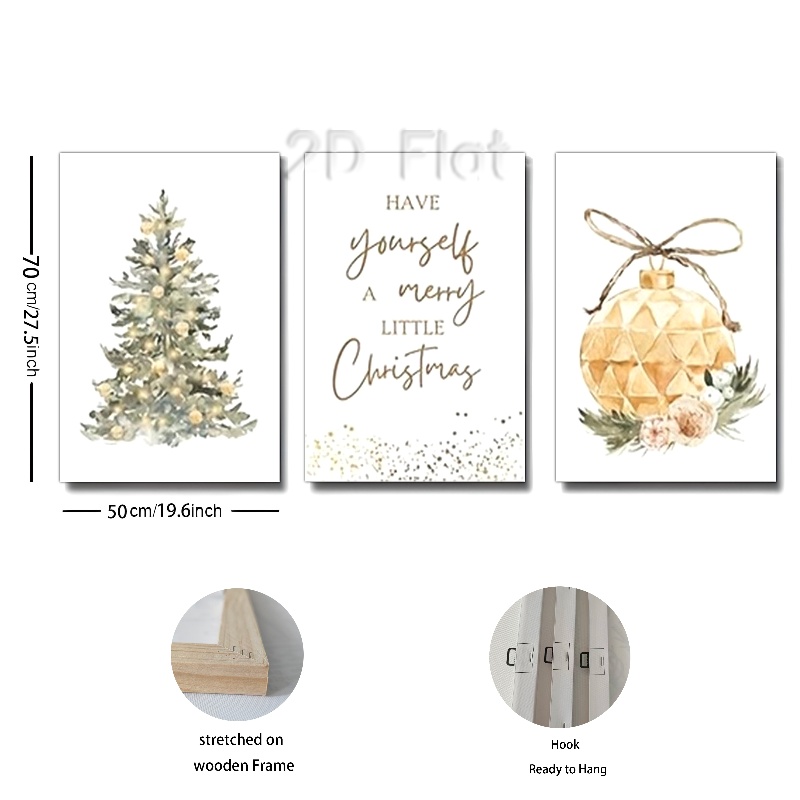 2D Flat
HAVE
yourself
A merry
LITTLE
Christmas
70 cm/27.5inch
50cm/19.6inch
stretched on
wooden Frame
Hook
Ready to Hang